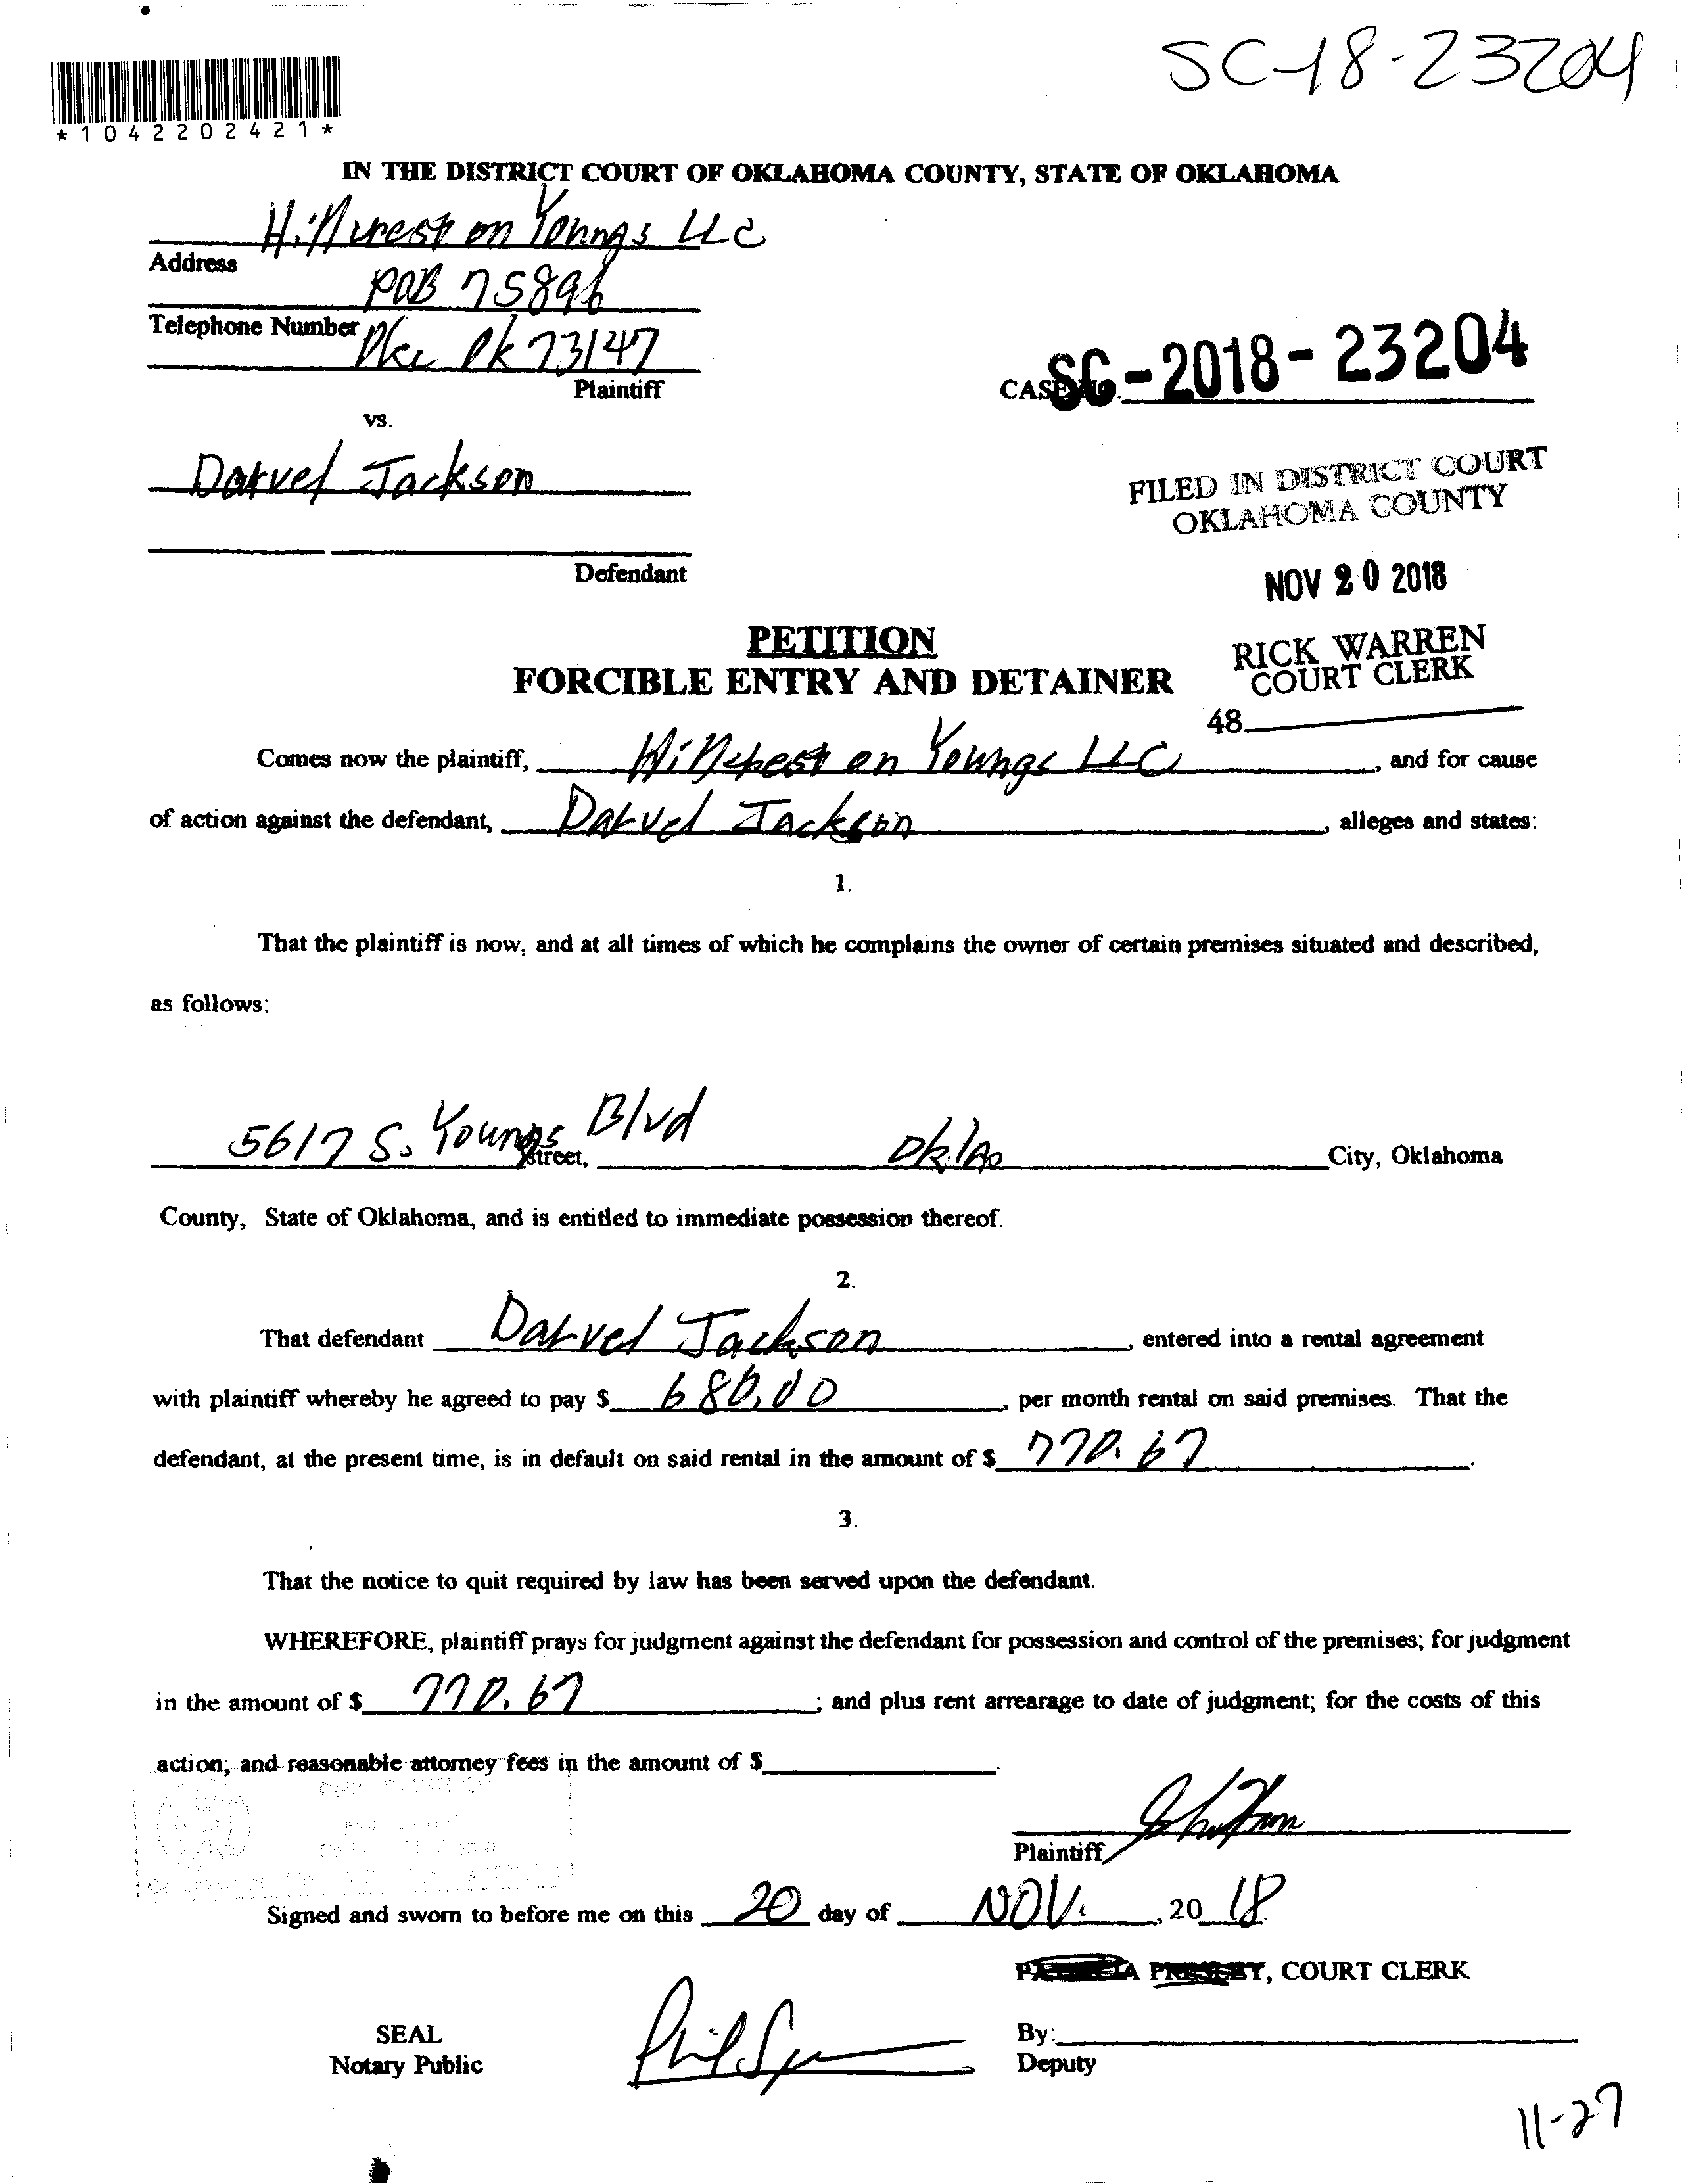 SC-18-23204
*1042202421*
IN THE DISTRICT COURT OF OKLAHOMA COUNTY, STATE OF OKLAHOMA
Hillcrest on Youngs LLC
Address
POB 75896
Telephone Number
Okc Ok 73147
Plaintiff
CASE NO. SC-2018-23204
vs.
Darvel Jackson
FILED IN DISTRICT COURT
OKLAHOMA COUNTY
Defendant
NOV 20 2018
PETITION
RICK WARREN
FORCIBLE ENTRY AND DETAINER
COURT CLERK
48
Comes now the plaintiff, Hillcrest on Youngs LLC, and for cause
of action against the defendant, Darvel Jackson, alleges and states:
1.
That the plaintiff is now, and at all times of which he complains the owner of certain premises situated and described,
as follows:
5617 S. Youngs Blvd Street, Okla City, Oklahoma
County, State of Oklahoma, and is entitled to immediate possession thereof.
2.
That defendant Darvel Jackson, entered into a rental agreement
with plaintiff whereby he agreed to pay $ 680.00, per month rental on said premises. That the
defendant, at the present time, is in default on said rental in the amount of $ 770.67.
3.
That the notice to quit required by law has been served upon the defendant.
WHEREFORE, plaintiff prays for judgment against the defendant for possession and control of the premises; for judgment
in the amount of $ 770.67; and plus rent arrearage to date of judgment; for the costs of this
action; and reasonable attorney fees in the amount of $
Plaintiff
Signed and sworn to before me on this 20 day of NOV., 20 18.
PATRICIA PRESLEY, COURT CLERK
SEAL
By:
Notary Public
Deputy
11-27